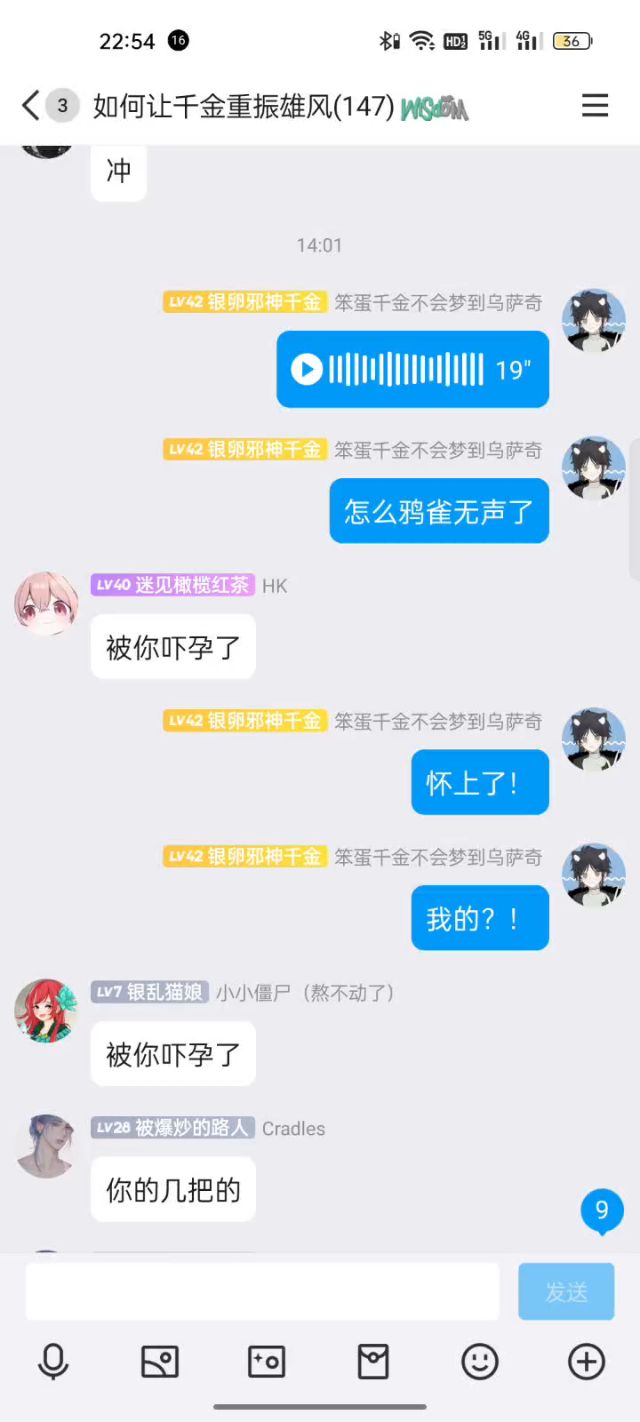 22:54 16 HD 5G 4G 36
3 如何让千金重振雄风(147) WiSdOM
冲
14:01
LV42 银卵邪神千金 笨蛋千金不会梦到乌萨奇
19"
LV42 银卵邪神千金 笨蛋千金不会梦到乌萨奇
怎么鸦雀无声了
LV40 迷见橄榄红茶 HK
被你吓孕了
LV42 银卵邪神千金 笨蛋千金不会梦到乌萨奇
怀上了！
LV42 银卵邪神千金 笨蛋千金不会梦到乌萨奇
我的？！
LV7 银乱猫娘 小小僵尸（熬不动了）
被你吓孕了
LV28 被爆炒的路人 Cradles
你的几把的
9
发送